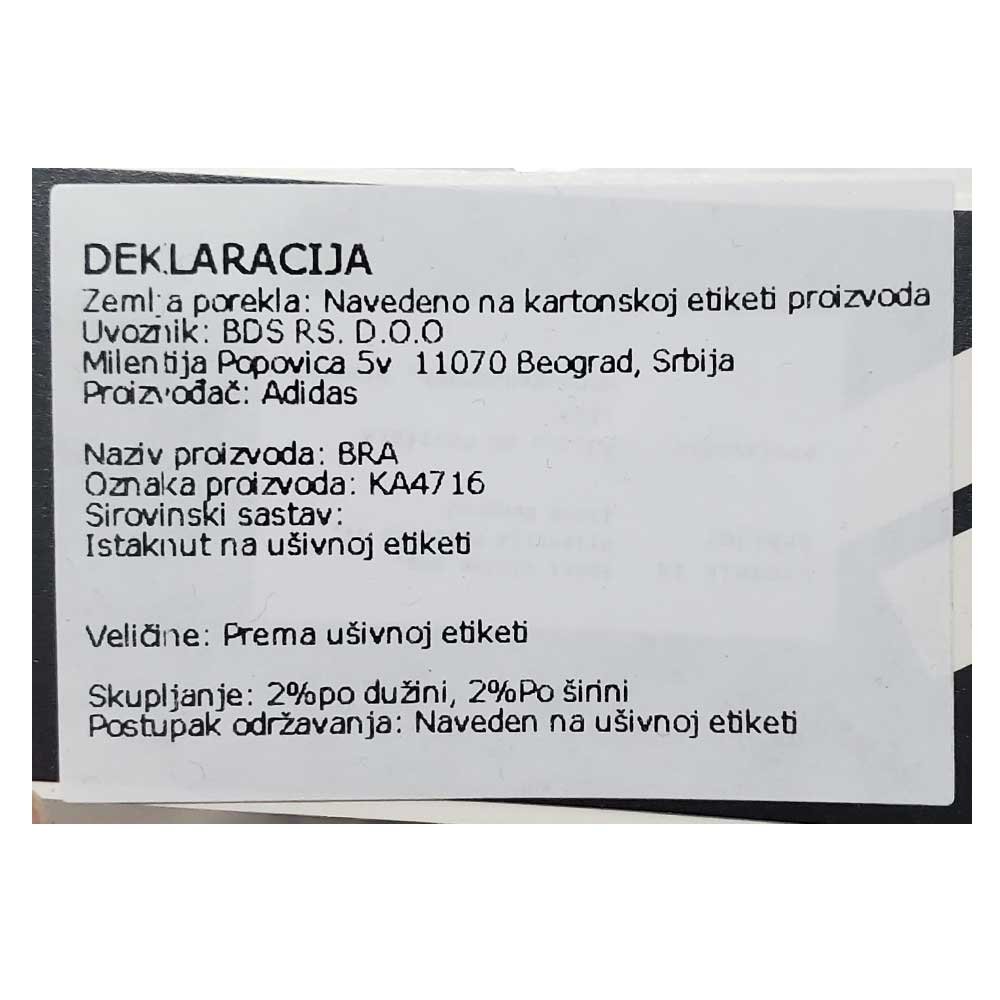 DEKLARACIJA
Zemlja porekla: Navedeno na kartonskoj etiketi proizvoda
Uvoznik: BDS RS. D.O.O
Milentija Popovica 5v 11070 Beograd, Srbija
Proizvođač: Adidas
Naziv proizvoda: BRA
Oznaka proizvoda: KA4716
Sirovinski sastav:
Istaknut na ušivnoj etiketi
Veličine: Prema ušivnoj etiketi
Skupljanje: 2%po dužini, 2%Po širini
Postupak održavanja: Naveden na ušivnoj etiketi